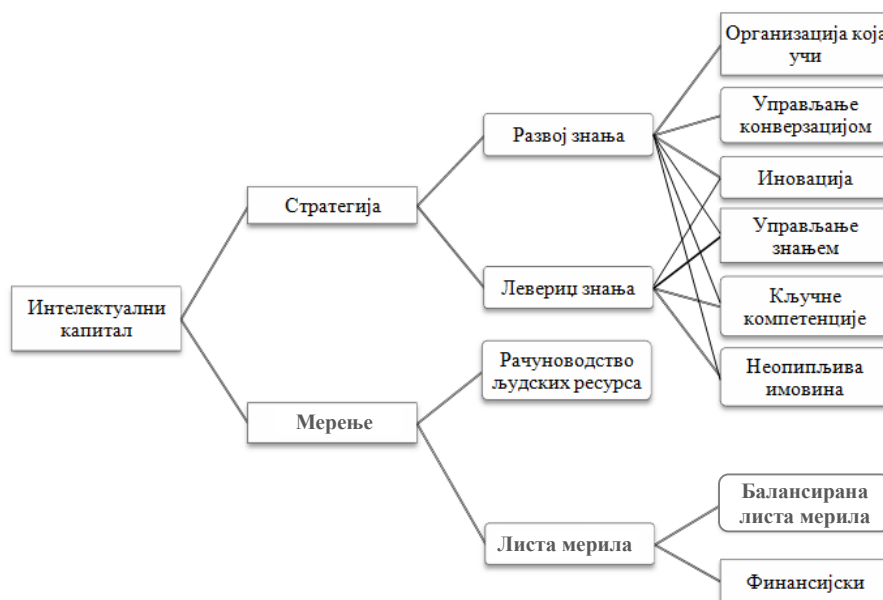 Организација која
учи
Управљање
конверзацијом
Развој знања
Иновација
Стратегија
Управљање
знањем
Левериџ знања
Кључне
компетенције
Интелектуални
капитал
Неопипљива
имовина
Рачуноводство
људских ресурса
Мерење
Балансирана
листа мерила
Листа мерила
Финансијски